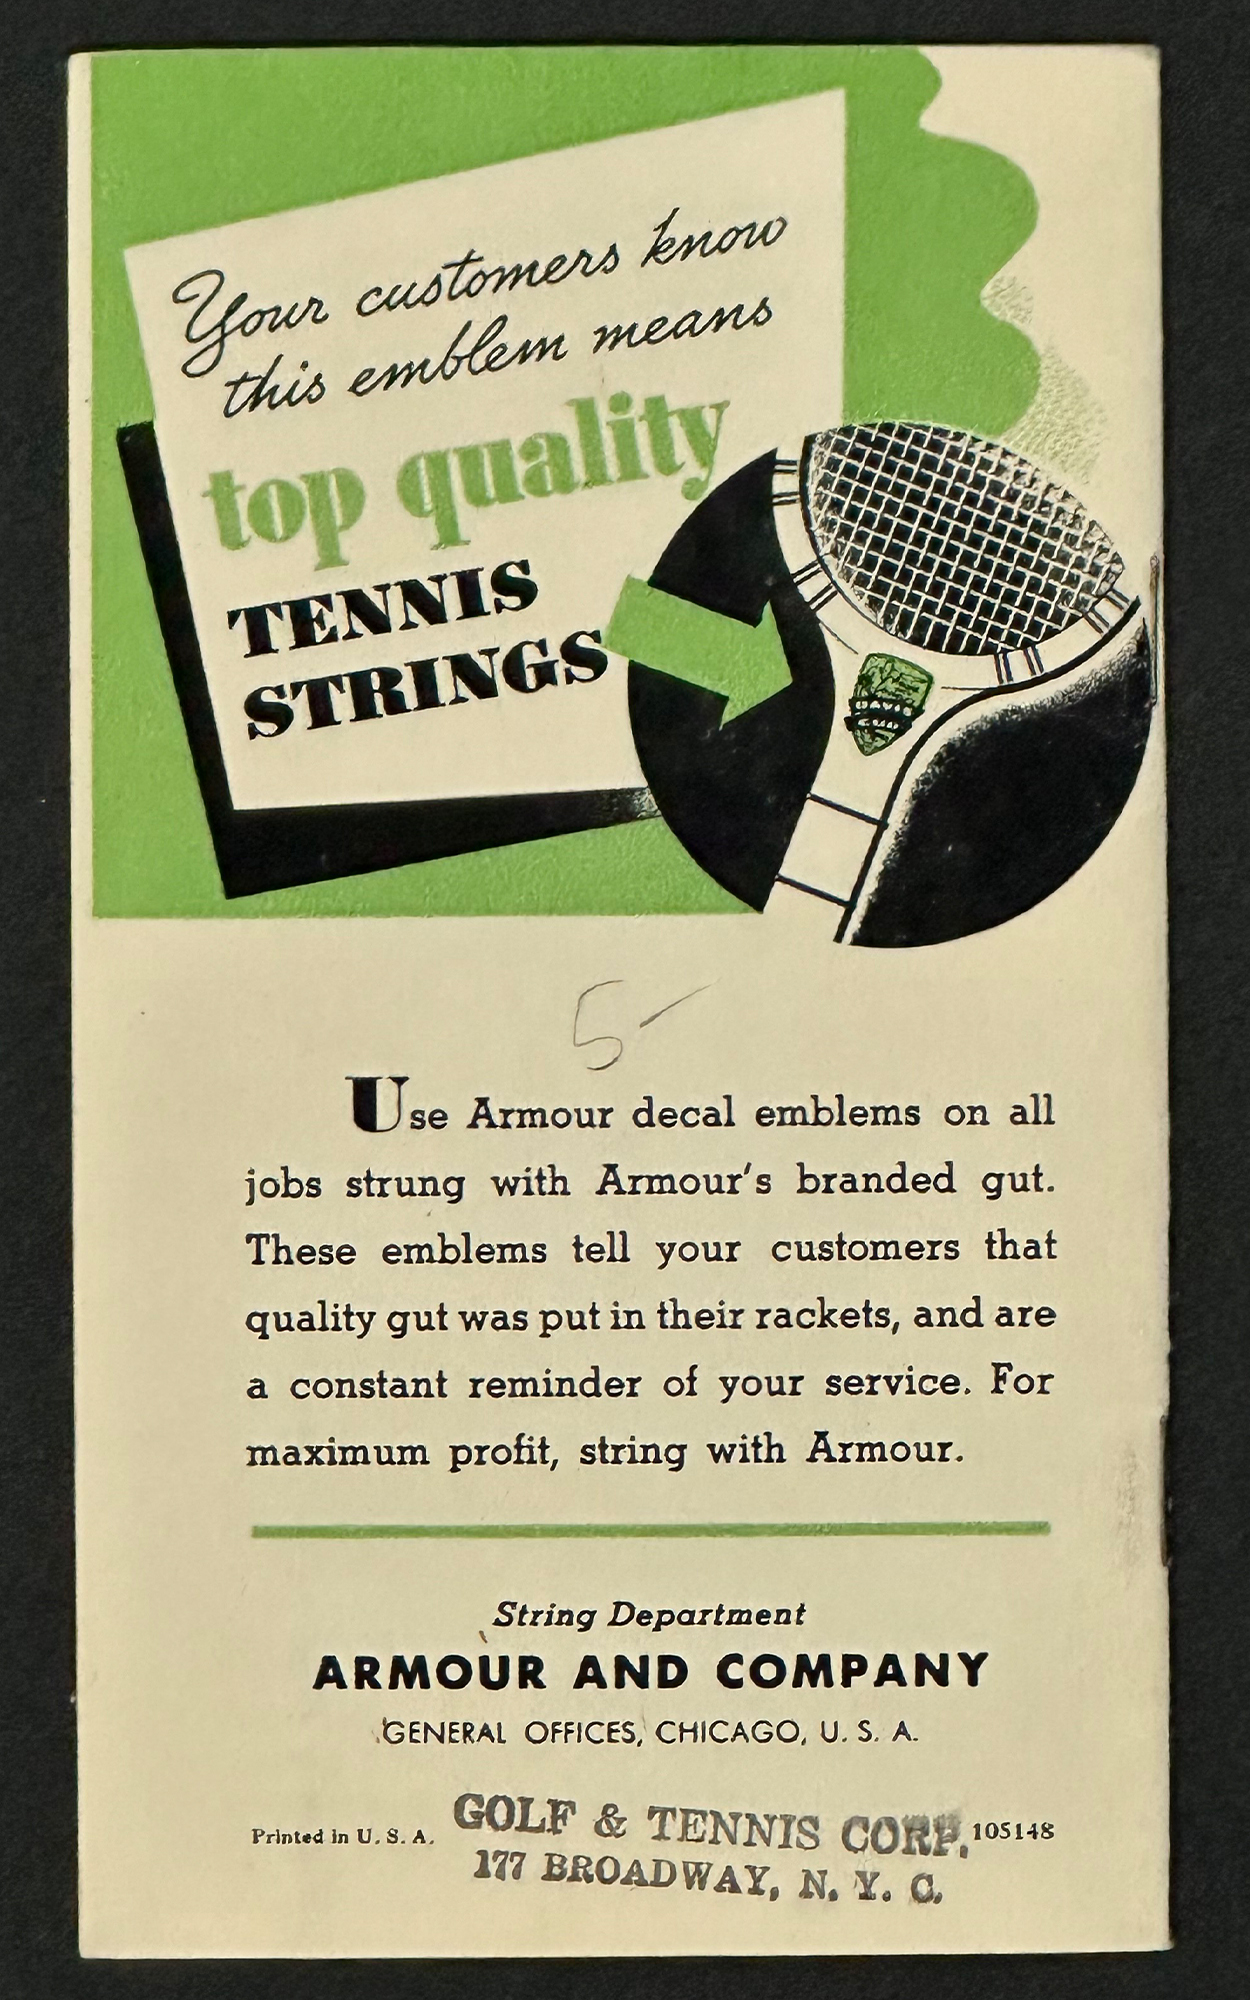 Your customers know
this emblem means
top quality
TENNIS
STRINGS
DAVIS
CUP
5-
Use Armour decal emblems on all
jobs strung with Armour's branded gut.
These emblems tell your customers that
quality gut was put in their rackets, and are
a constant reminder of your service. For
maximum profit, string with Armour.
String Department
ARMOUR AND COMPANY
GENERAL OFFICES, CHICAGO, U. S. A.
Printed in U. S. A.
GOLF & TENNIS CORP.
105148
177 BROADWAY, N. Y. C.